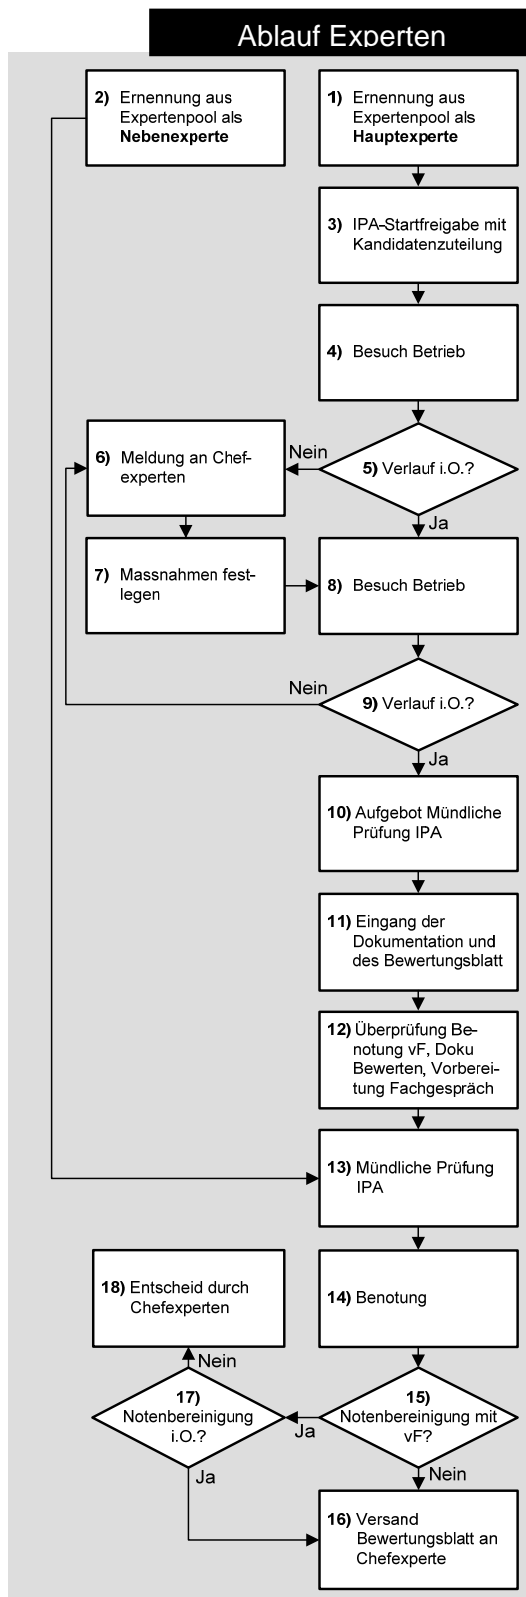 Ablauf Experten
2) Ernennung aus
Expertenpool als
Nebenexperte
1) Ernennung aus
Expertenpool als
Hauptexperte
3) IPA-Startfreigabe mit
Kandidatenzuteilung
4) Besuch Betrieb
5) Verlauf i.O.?
Nein
Ja
6) Meldung an Chef-
experten
7) Massnahmen fest-
legen
8) Besuch Betrieb
9) Verlauf i.O.?
Nein
Ja
10) Aufgebot Mündliche
Prüfung IPA
11) Eingang der
Dokumentation und
des Bewertungsblatt
12) Überprüfung Be-
notung vF, Doku
Bewerten, Vorberei-
tung Fachgespräch
13) Mündliche Prüfung
IPA
14) Benotung
15)
Notenbereinigung mit
vF?
Ja
Nein
17)
Notenbereinigung
i.O.?
Nein
Ja
18) Entscheid durch
Chefexperten
16) Versand
Bewertungsblatt an
Chefexperte